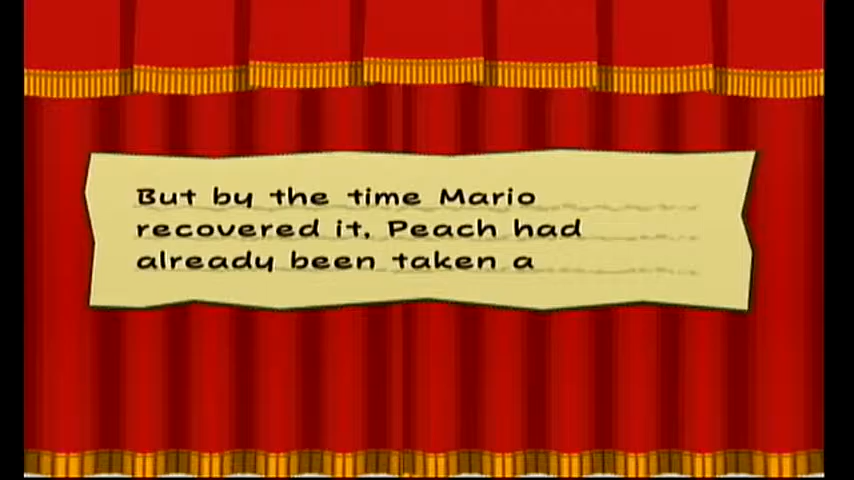 But by the time Mario
recovered it, Peach had
already been taken a